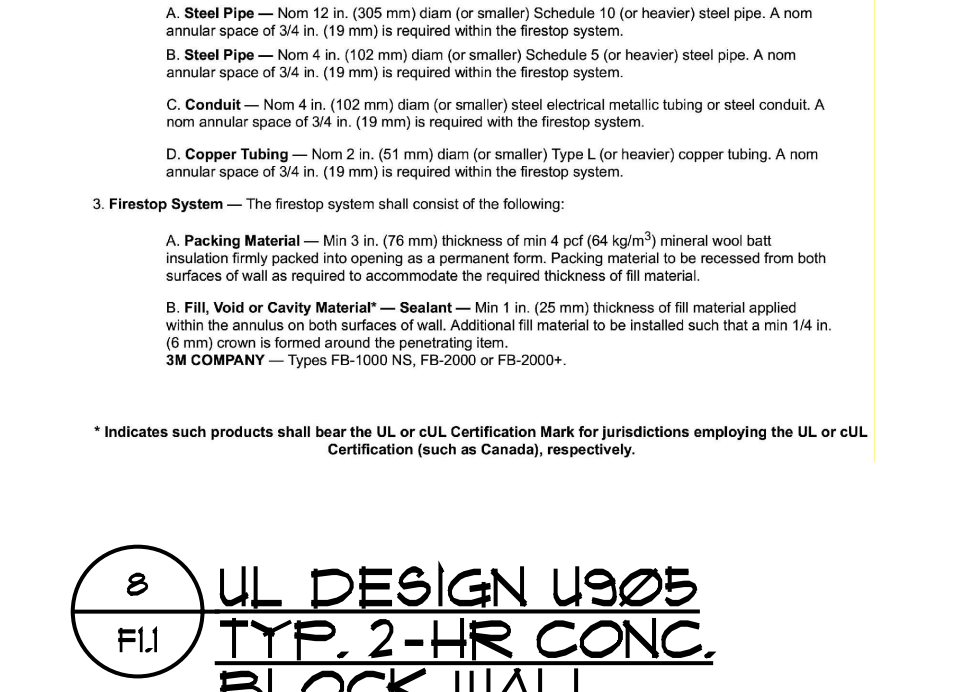 A. Steel Pipe — Nom 12 in. (305 mm) diam (or smaller) Schedule 10 (or heavier) steel pipe. A nom
annular space of 3/4 in. (19 mm) is required within the firestop system.
B. Steel Pipe — Nom 4 in. (102 mm) diam (or smaller) Schedule 5 (or heavier) steel pipe. A nom
annular space of 3/4 in. (19 mm) is required within the firestop system.
C. Conduit — Nom 4 in. (102 mm) diam (or smaller) steel electrical metallic tubing or steel conduit. A
nom annular space of 3/4 in. (19 mm) is required with the firestop system.
D. Copper Tubing — Nom 2 in. (51 mm) diam (or smaller) Type L (or heavier) copper tubing. A nom
annular space of 3/4 in. (19 mm) is required within the firestop system.
3. Firestop System — The firestop system shall consist of the following:
A. Packing Material — Min 3 in. (76 mm) thickness of min 4 pcf (64 kg/m³) mineral wool batt
insulation firmly packed into opening as a permanent form. Packing material to be recessed from both
surfaces of wall as required to accommodate the required thickness of fill material.
B. Fill, Void or Cavity Material* — Sealant — Min 1 in. (25 mm) thickness of fill material applied
within the annulus on both surfaces of wall. Additional fill material to be installed such that a min 1/4 in.
(6 mm) crown is formed around the penetrating item.
3M COMPANY — Types FB-1000 NS, FB-2000 or FB-2000+.
* Indicates such products shall bear the UL or cUL Certification Mark for jurisdictions employing the UL or cUL
Certification (such as Canada), respectively.
8
F1.1
UL DESIGN U905
TYP. 2-HR CONC.
BLOCK WALL